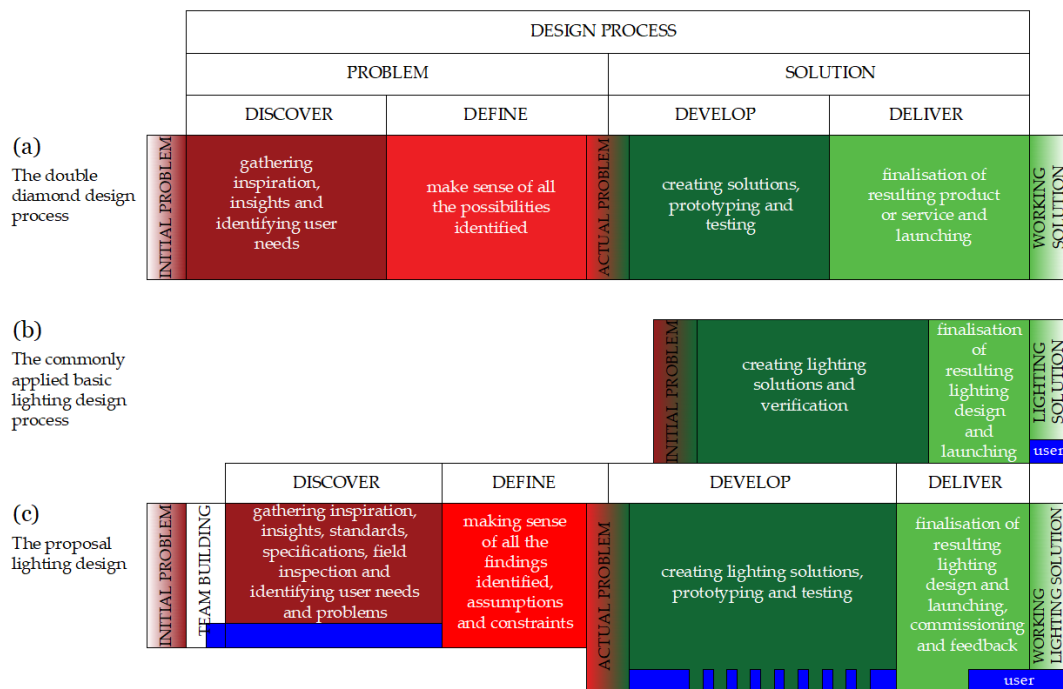 DESIGN PROCESS
PROBLEM
SOLUTION
DISCOVER
DEFINE
DEVELOP
DELIVER
(a)
The double
diamond design
process
INITIAL PROBLEM
gathering
inspiration,
insights and
identifying user
needs
make sense of all
the possibilities
identified
ACTUAL PROBLEM
creating solutions,
prototyping and
testing
finalisation of
resulting product
or service and
launching
WORKING
SOLUTION
(b)
The commonly
applied basic
lighting design
process
INITIAL PROBLEM
creating lighting
solutions and
verification
finalisation
of
resulting
lighting
design
and
launching
LIGHTING
SOLUTION
user
DISCOVER
DEFINE
DEVELOP
DELIVER
(c)
The proposal
lighting design
INITIAL PROBLEM
TEAM BUILDING
gathering inspiration,
insights, standards,
specifications, field
inspection and
identifying user needs
and problems
making sense
of all the
findings
identified,
assumptions
and constraints
ACTUAL PROBLEM
creating lighting solutions,
prototyping and testing
finalisation of
resulting
lighting
design and
launching,
commissioning
and feedback
WORKING
LIGHTING SOLUTION
user